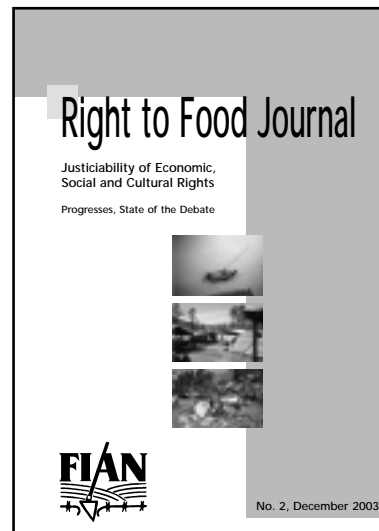 Right to Food Journal
Justiciability of Economic,
Social and Cultural Rights
Progresses, State of the Debate
FIAN
No. 2, December 2003